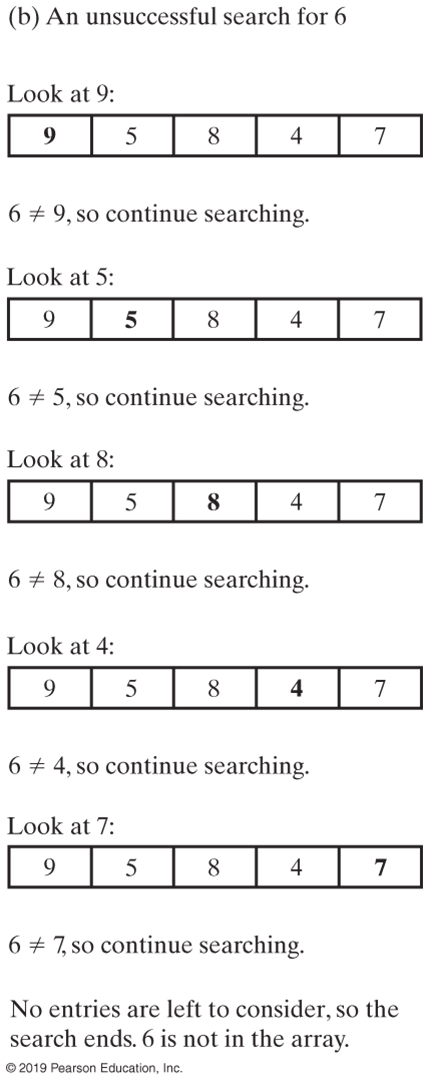 (b) An unsuccessful search for 6
Look at 9:
9 5 8 4 7
6 ≠ 9, so continue searching.
Look at 5:
9 5 8 4 7
6 ≠ 5, so continue searching.
Look at 8:
9 5 8 4 7
6 ≠ 8, so continue searching.
Look at 4:
9 5 8 4 7
6 ≠ 4, so continue searching.
Look at 7:
9 5 8 4 7
6 ≠ 7, so continue searching.
No entries are left to consider, so the
search ends. 6 is not in the array.
© 2019 Pearson Education, Inc.